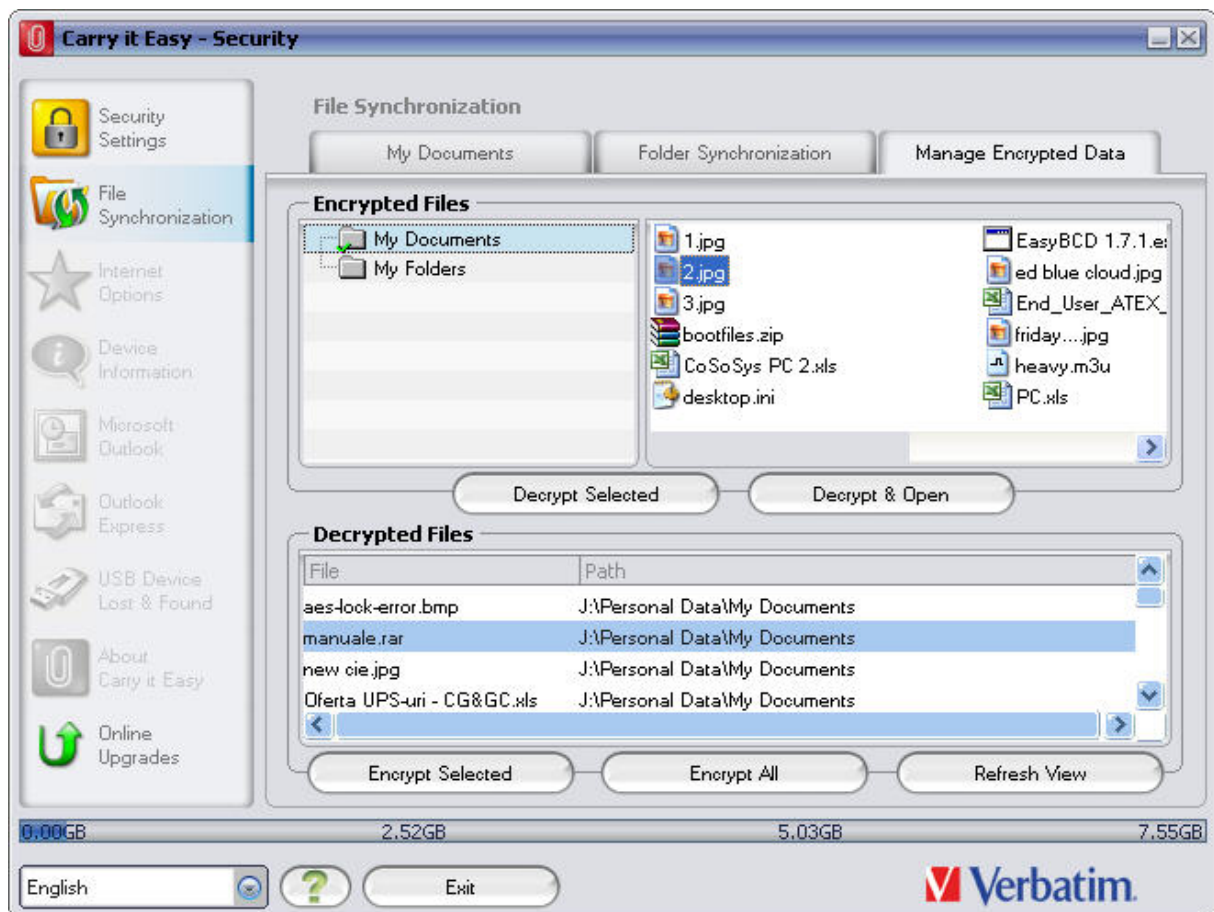 Carry it Easy - Security
Security
Settings
File
Synchronization
Internet
Options
Device
Information
Microsoft
Outlook
Outlook
Express
USB Device
Lost & Found
About
Carry it Easy
Online
Upgrades
File Synchronization
My Documents
Folder Synchronization
Manage Encrypted Data
Encrypted Files
My Documents
My Folders
1.jpg
2.jpg
3.jpg
bootfiles.zip
CoSoSys PC 2.xls
desktop.ini
EasyBCD 1.7.1.e
ed blue cloud.jpg
End_User_ATEX_
friday....jpg
heavy.m3u
PC.xls
Decrypt Selected
Decrypt & Open
Decrypted Files
File Path
aes-lock-error.bmp J:\Personal Data\My Documents
manuale.rar J:\Personal Data\My Documents
new cie.jpg J:\Personal Data\My Documents
Oferta UPS-uri - CG&GC.xls J:\Personal Data\My Documents
Encrypt Selected
Encrypt All
Refresh View
0.00GB 2.52GB 5.03GB 7.55GB
English
?
Exit
Verbatim.